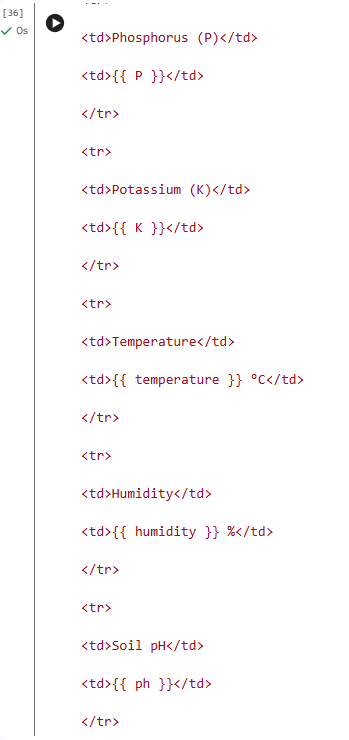 [36]
0s
<td>Phosphorus (P)</td>
<td>{{ P }}</td>
</tr>
<tr>
<td>Potassium (K)</td>
<td>{{ K }}</td>
</tr>
<tr>
<td>Temperature</td>
<td>{{ temperature }} °C</td>
</tr>
<tr>
<td>Humidity</td>
<td>{{ humidity }} %</td>
</tr>
<tr>
<td>Soil pH</td>
<td>{{ ph }}</td>
</tr>